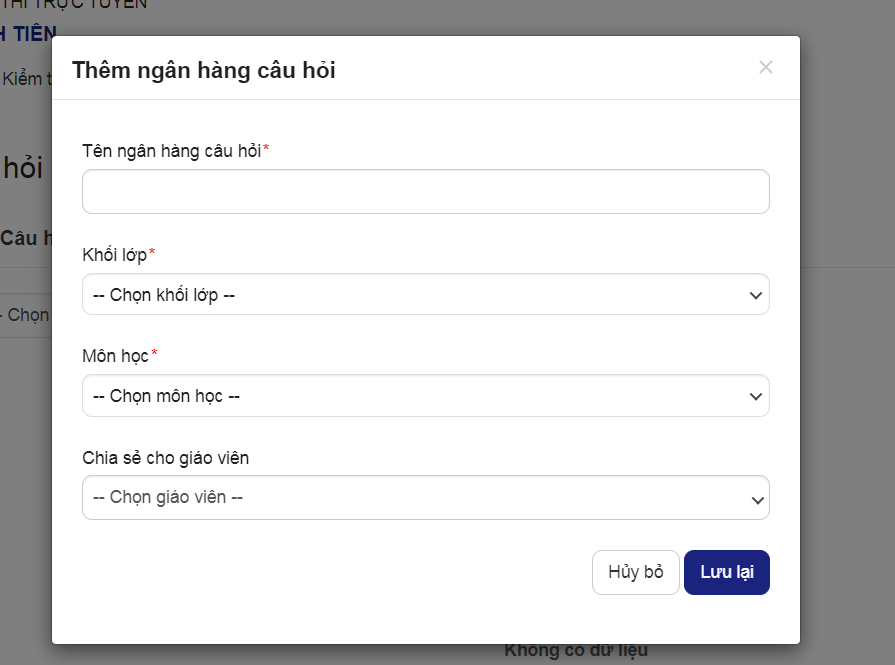 THI TRỰC TUYẾN
H TIÊN
Kiểm t
Thêm ngân hàng câu hỏi
×
hỏi
Tên ngân hàng câu hỏi*
Câu h
Khối lớp*
-- Chọn khối lớp --
- Chọn
Môn học*
-- Chọn môn học --
Chia sẻ cho giáo viên
-- Chọn giáo viên --
Hủy bỏ
Lưu lại
Không có dữ liệu